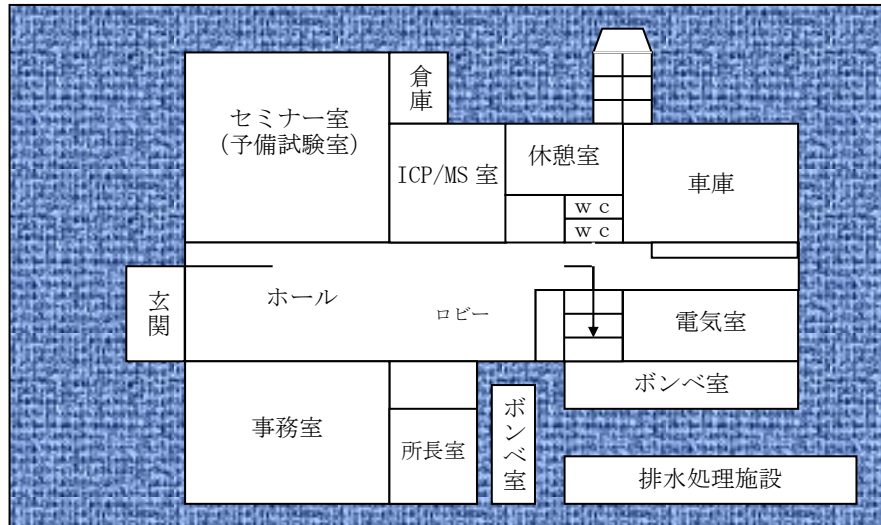 倉庫
セミナー室
（予備試験室）
休憩室
ICP/MS 室
車庫
ｗｃ
ｗｃ
玄関
ホール
ロビー
電気室
ボンベ室
事務室
ボンベ室
所長室
排水処理施設